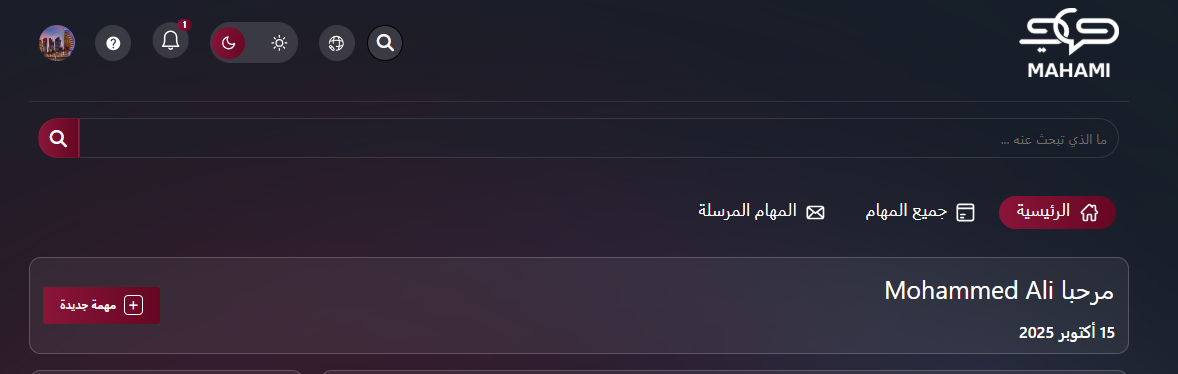 1
MAHAMI
ما الذي تبحث عنه ...
الرئيسية
جميع المهام
المهام المرسلة
مرحبا Mohammed Ali
15 أكتوبر 2025
مهمة جديدة